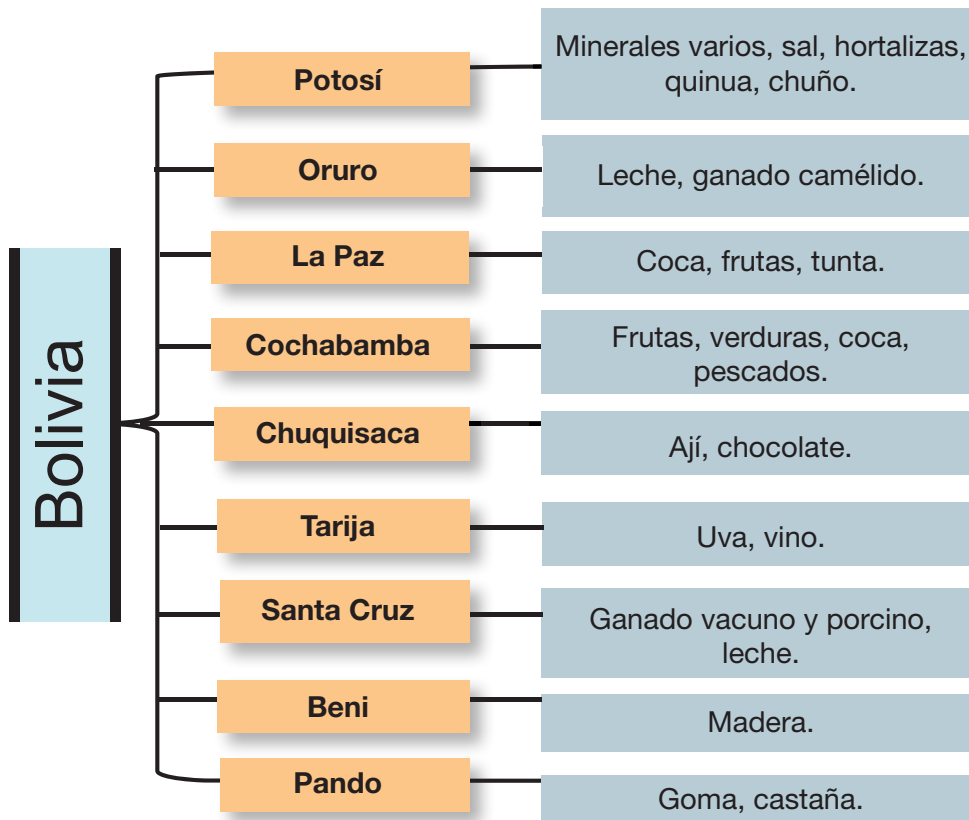 Bolivia
Potosí
Minerales varios, sal, hortalizas,
quinua, chuño.
Oruro
Leche, ganado camélido.
La Paz
Coca, frutas, tunta.
Cochabamba
Frutas, verduras, coca,
pescados.
Chuquisaca
Ají, chocolate.
Tarija
Uva, vino.
Santa Cruz
Ganado vacuno y porcino,
leche.
Beni
Madera.
Pando
Goma, castaña.